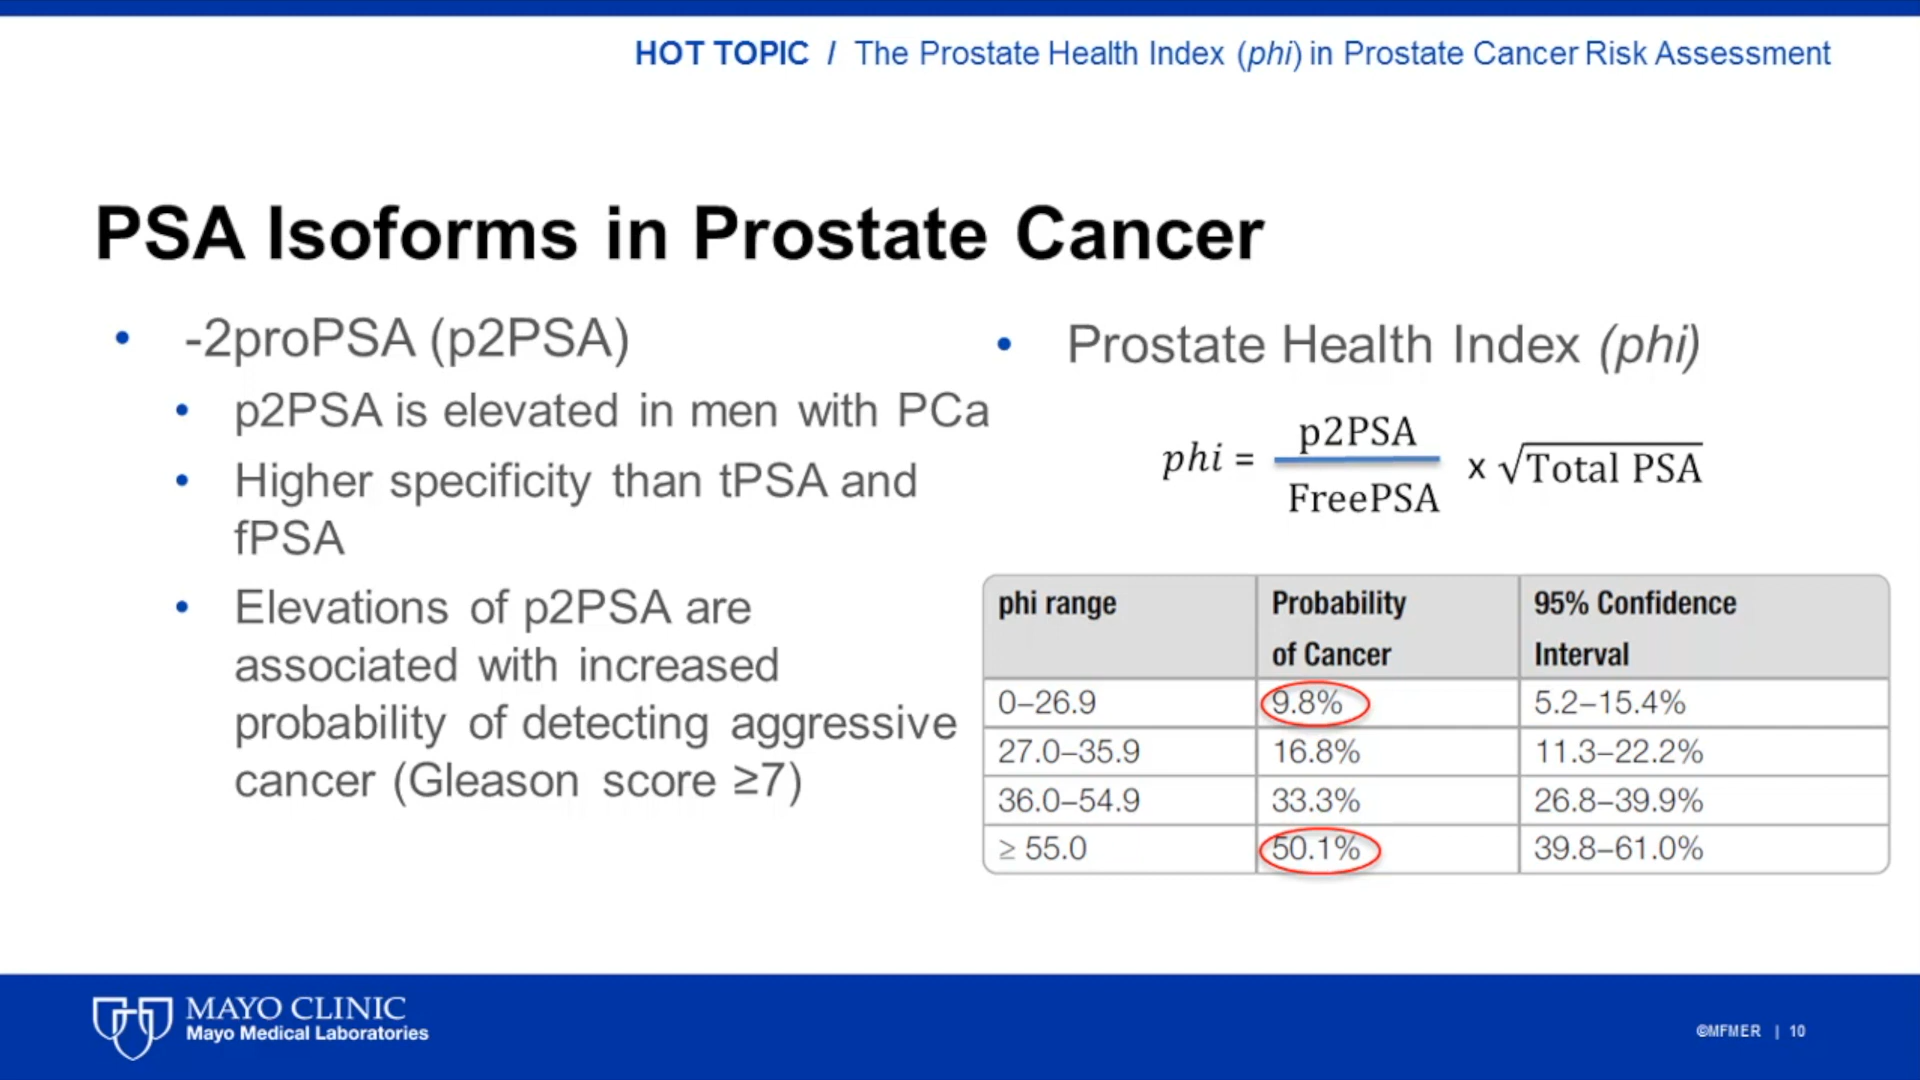 HOT TOPIC / The Prostate Health Index (phi) in Prostate Cancer Risk Assessment
PSA Isoforms in Prostate Cancer
• -2proPSA (p2PSA)
• p2PSA is elevated in men with PCa
• Higher specificity than tPSA and
fPSA
• Elevations of p2PSA are
associated with increased
probability of detecting aggressive
cancer (Gleason score ≥7)
• Prostate Health Index (phi)
phi = p2PSA / FreePSA x √Total PSA
phi range | Probability of Cancer | 95% Confidence Interval
0–26.9 | 9.8% | 5.2–15.4%
27.0–35.9 | 16.8% | 11.3–22.2%
36.0–54.9 | 33.3% | 26.8–39.9%
≥ 55.0 | 50.1% | 39.8–61.0%
MAYO CLINIC
Mayo Medical Laboratories
©MFMER | 10